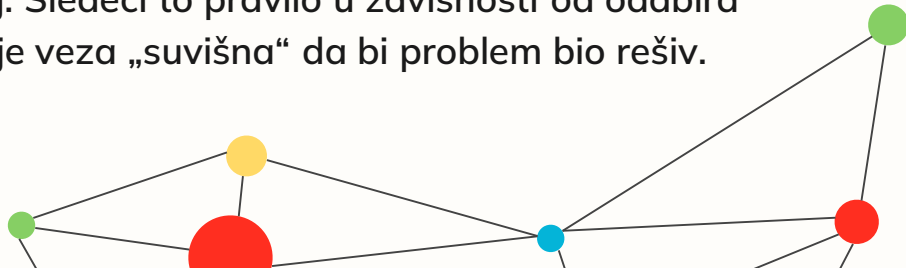 Sledeći to pravilo u zavisnosti od odabira
je veza „suvišna“ da bi problem bio rešiv.